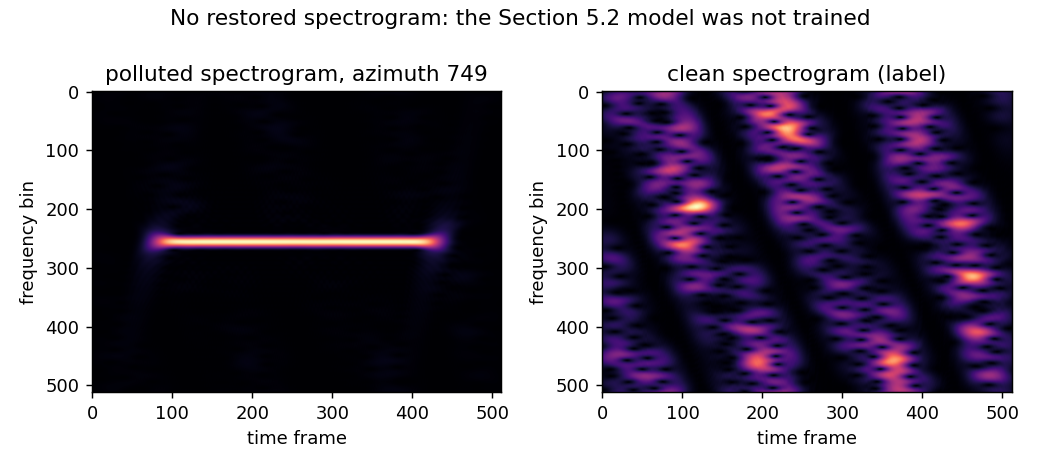 No restored spectrogram: the Section 5.2 model was not trained
polluted spectrogram, azimuth 749
clean spectrogram (label)
0
100
200
300
400
500
frequency bin
0 100 200 300 400 500
time frame
0
100
200
300
400
500
frequency bin
0 100 200 300 400 500
time frame